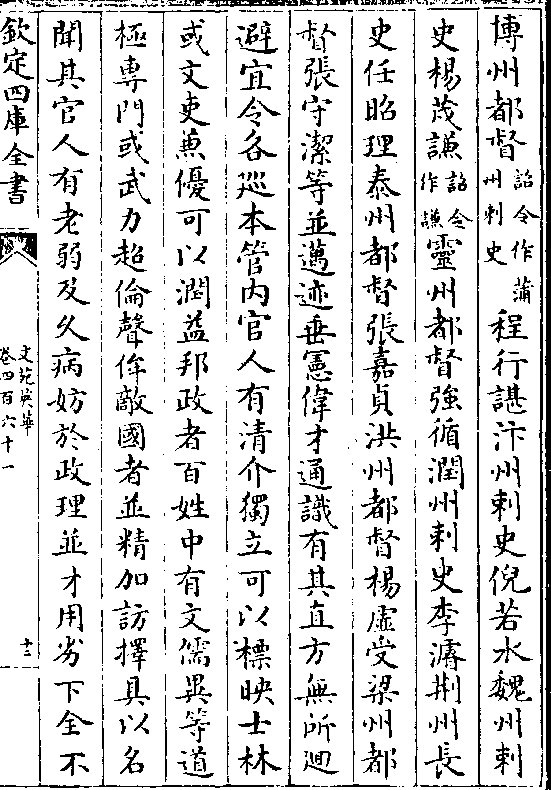 博州都督詔令作蒲州刺史程行諶汴州刺史倪若水魏州刺
史楊茂謙詔令作謙靈州都督強循潤州刺史李濬荆州長
史任昭理泰州都督張嘉貞洪州都督楊虛受梁州都
督張守潔等並邁迹垂憲偉才通識有其直方無所迴
避宜令各巡本管内官人有清介獨立可以標映士林
或文吏兼優可以潤益邦政者百姓中有文儒異等道
極専門或武力超倫聲侔敵國者並精加訪擇具以名
聞其官人有老弱及久病妨於政理並才用劣下全不
欽定四庫全書
文苑英華
卷四百六十一
十二